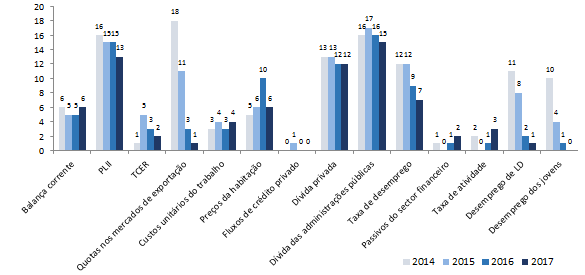 20
18
16
14
12
10
8
6
4
2
0
6 5 5 6
16 15 15 13
1 5 3 2
18 11 3 1
3 4 3 4
5 6 10 6
0 1 0 0
13 13 12 12
16 17 16 15
12 12 9 7
1 0 1 2
2 0 1 3
11 8 2 1
10 4 1 0
Balança corrente
PLII
TCER
Quotas nos mercados de exportação
Custos unitários do trabalho
Preços da habitação
Fluxos de crédito privado
Dívida privada
Dívida das administrações públicas
Taxa de desemprego
Passivos do sector financeiro
Taxa de atividade
Desemprego de LD
Desemprego dos jovens
2014 2015 2016 2017